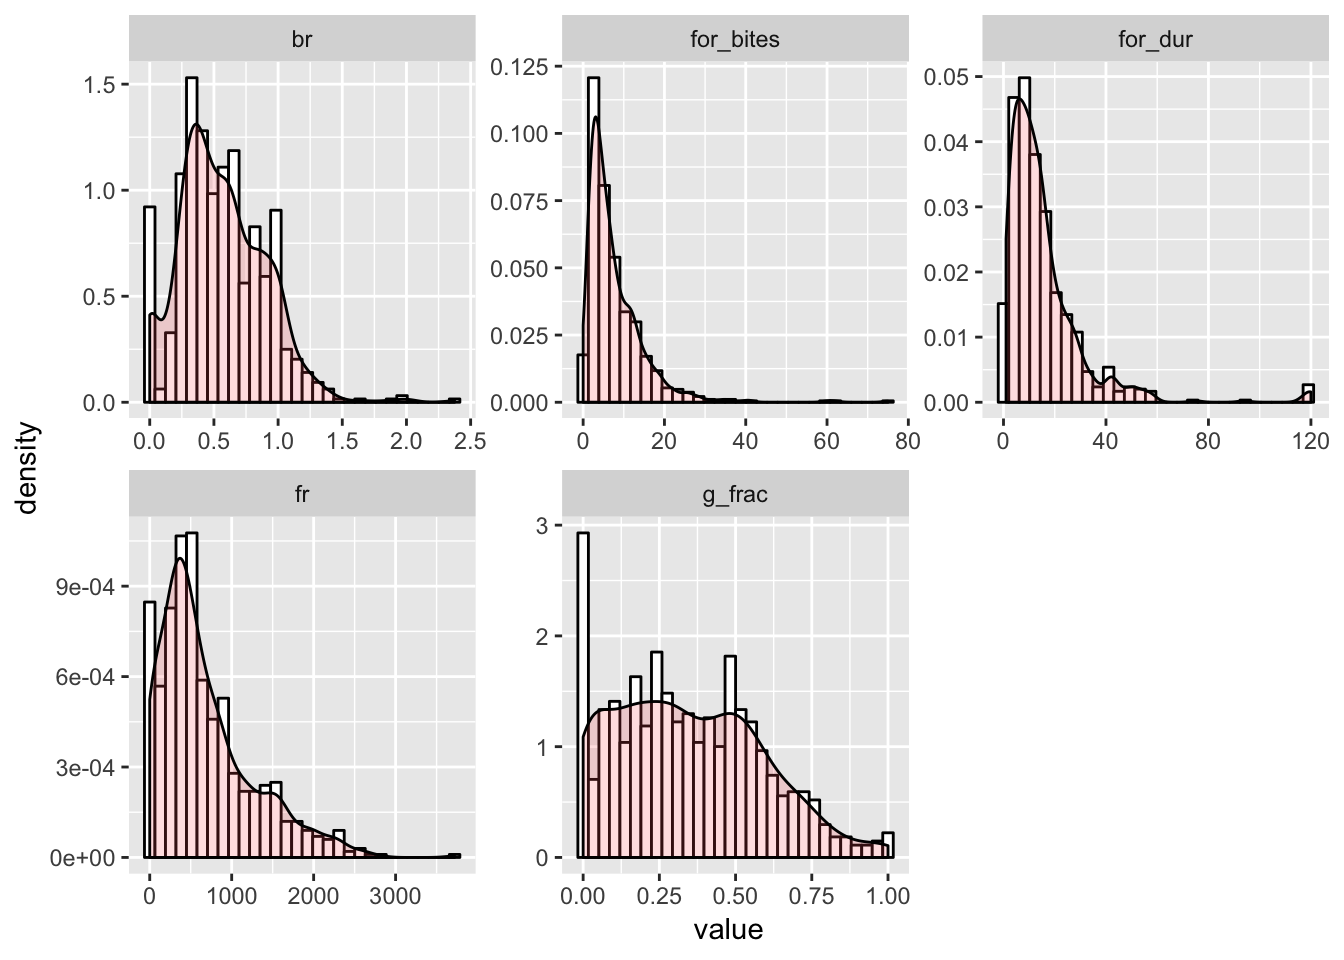 br
for_bites
for_dur
1.5
1.0
0.5
0.0
0.125
0.100
0.075
0.050
0.025
0.000
0.05
0.04
0.03
0.02
0.01
0.00
0.0 0.5 1.0 1.5 2.0 2.5
0 20 40 60 80
0 40 80 120
density
fr
g_frac
9e-04
6e-04
3e-04
0e+00
3
2
1
0
0 1000 2000 3000
0.00 0.25 0.50 0.75 1.00
value